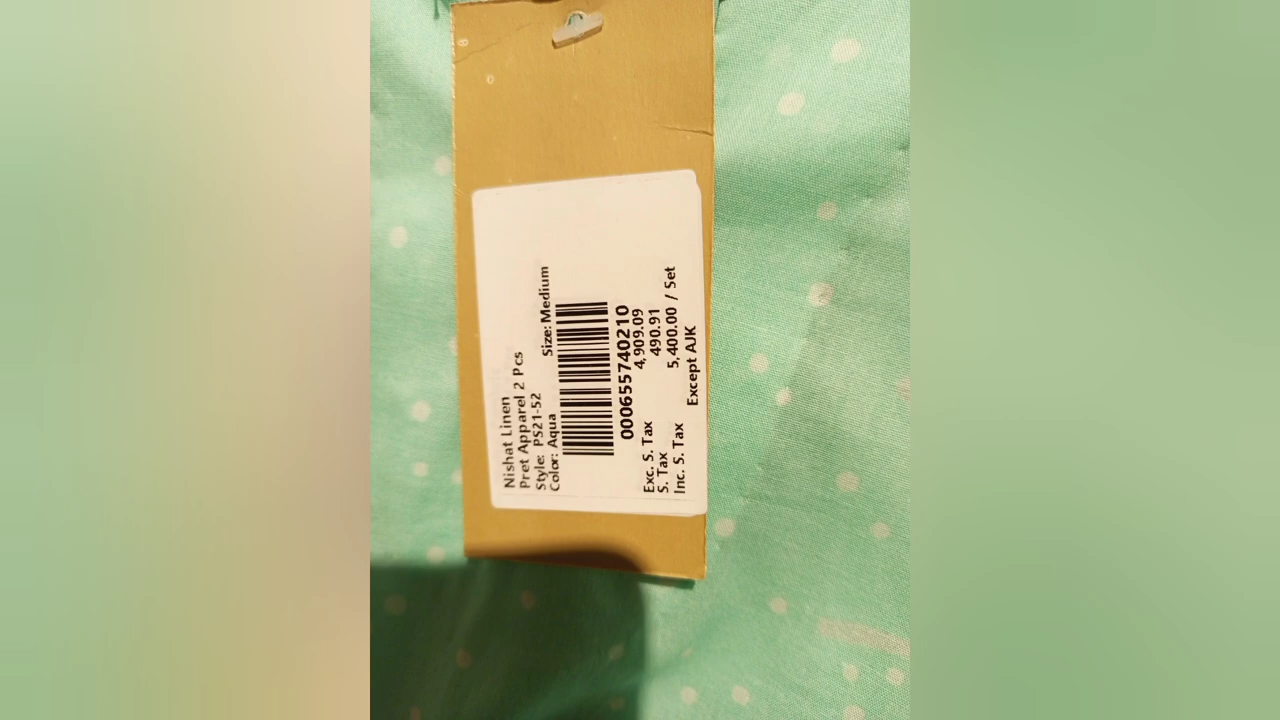 Nishat Linen
Pret Apparel 2 Pcs
Style: PS21-52
Color: Aqua Size: Medium
000655740210
Exc. S. Tax 4,909.09
S. Tax 490.91
Inc. S. Tax 5,400.00 / Set
Except AJK